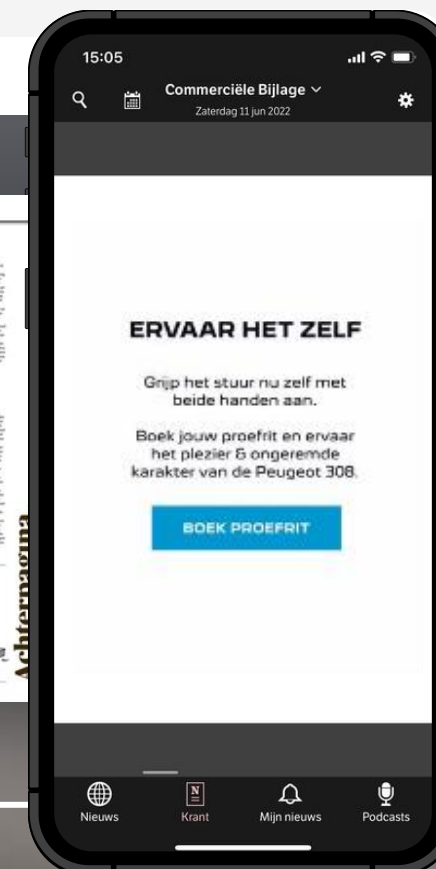 15:05
Commerciële Bijlage
Zaterdag 11 jun 2022
ERVAAR HET ZELF
Grijp het stuur nu zelf met
beide handen aan.
Boek jouw proefrit en ervaar
het plezier & ongeremde
karakter van de Peugeot 308.
BOEK PROEFRIT
N
Nieuws
Krant
Mijn nieuws
Podcasts
Achterpagina